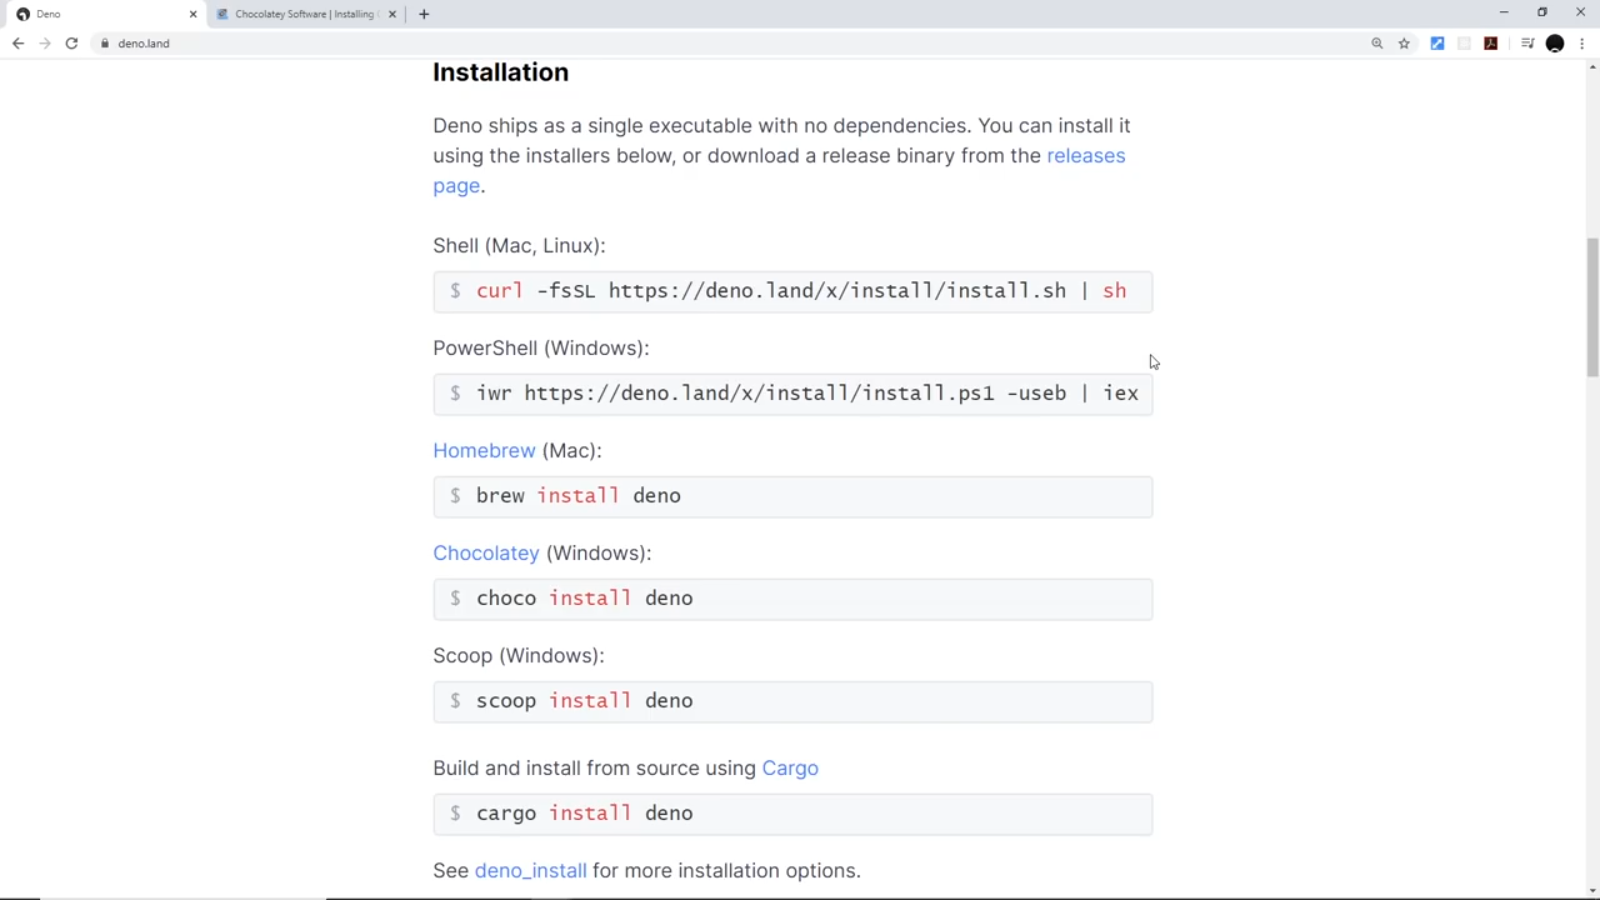 Deno
Chocolatey Software | Installing
deno.land
Installation
Deno ships as a single executable with no dependencies. You can install it
using the installers below, or download a release binary from the releases
page.
Shell (Mac, Linux):
$ curl -fsSL https://deno.land/x/install/install.sh | sh
PowerShell (Windows):
$ iwr https://deno.land/x/install/install.ps1 -useb | iex
Homebrew (Mac):
$ brew install deno
Chocolatey (Windows):
$ choco install deno
Scoop (Windows):
$ scoop install deno
Build and install from source using Cargo
$ cargo install deno
See deno_install for more installation options.